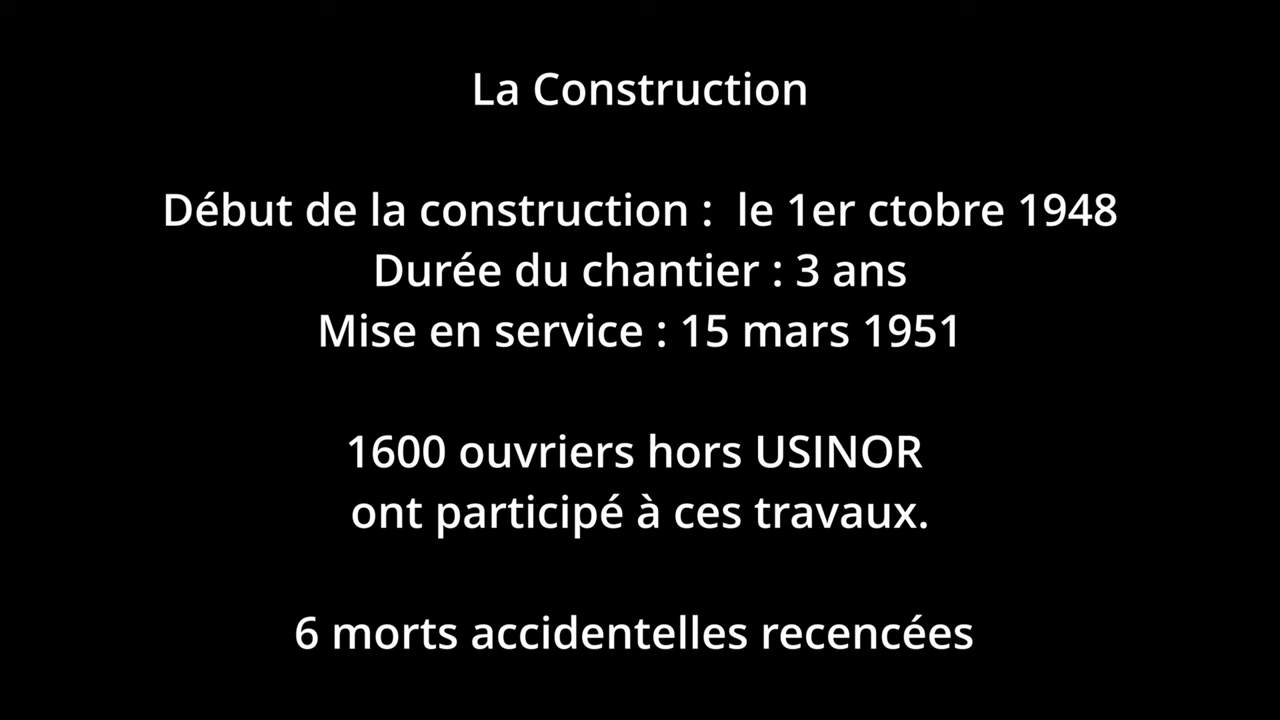 La Construction
Début de la construction :  le 1er ctobre 1948
Durée du chantier : 3 ans
Mise en service : 15 mars 1951
1600 ouvriers hors USINOR
ont participé à ces travaux.
6 morts accidentelles recencées